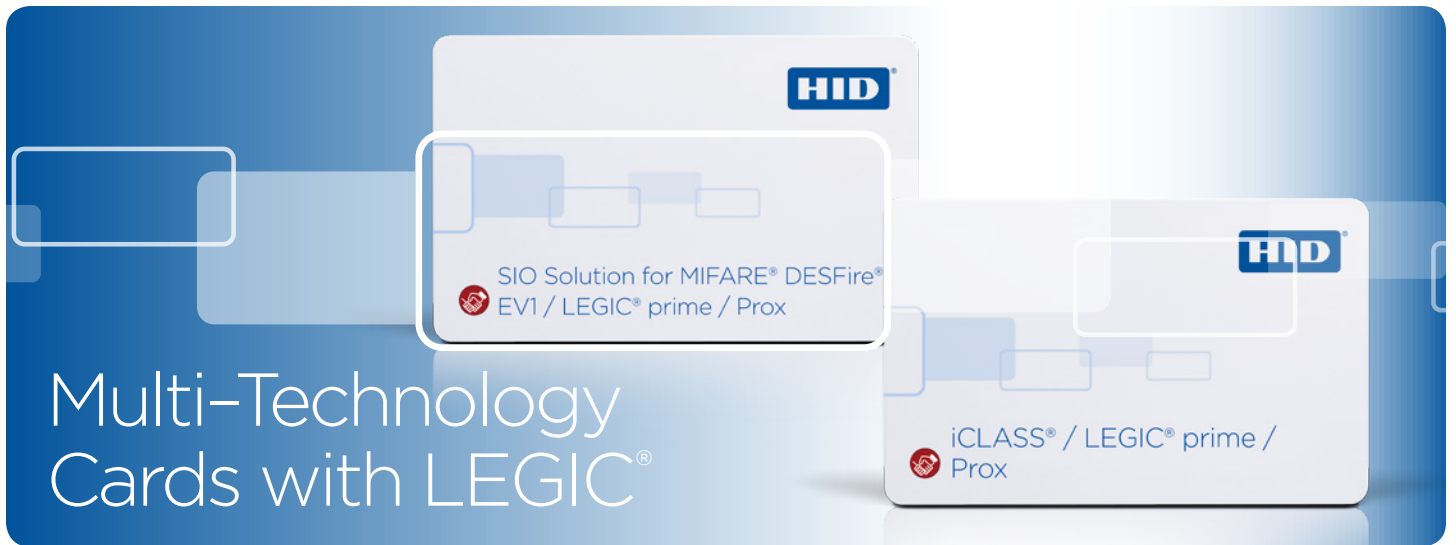 HID®
SIO Solution for MIFARE® DESFire®
EV1 / LEGIC® prime / Prox
HID®
iCLASS® / LEGIC® prime /
Prox
Multi–Technology
Cards with LEGIC®